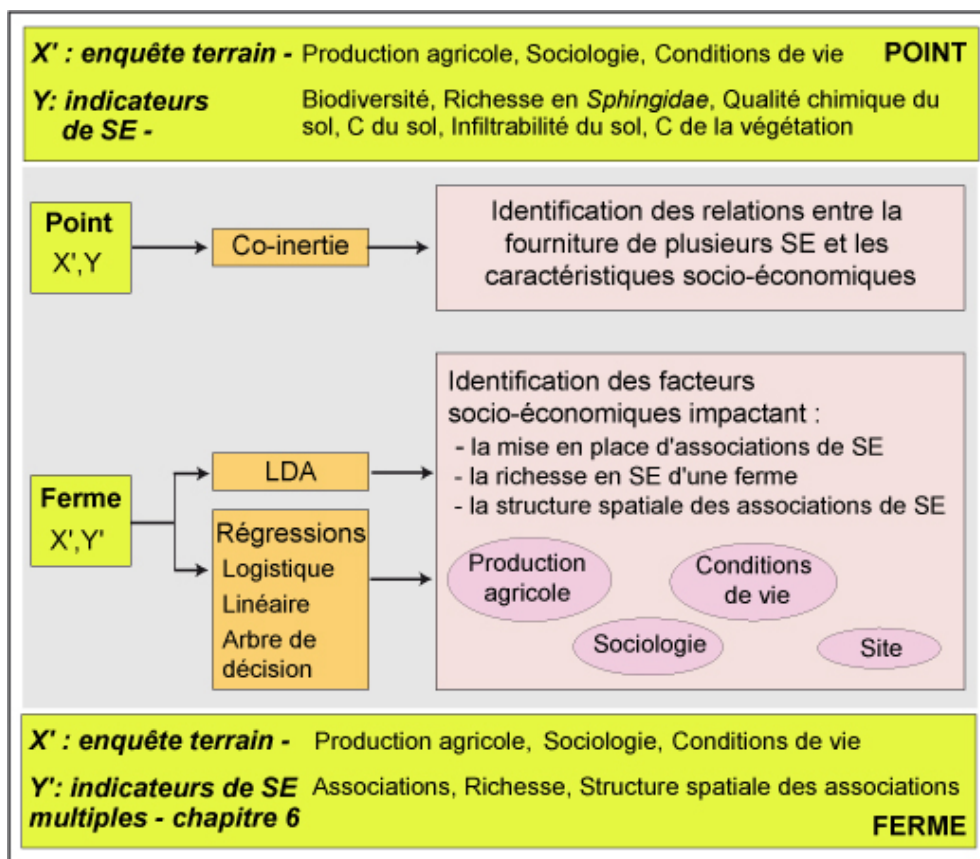 X' : enquête terrain - Production agricole, Sociologie, Conditions de vie POINT
Y: indicateurs de SE - Biodiversité, Richesse en Sphingidae, Qualité chimique du
sol, C du sol, Infiltrabilité du sol, C de la végétation
Point
X',Y
Co-inertie
Identification des relations entre la
fourniture de plusieurs SE et les
caractéristiques socio-économiques
Ferme
X',Y'
LDA
Régressions
Logistique
Linéaire
Arbre de
décision
Identification des facteurs
socio-économiques impactant :
- la mise en place d'associations de SE
- la richesse en SE d'une ferme
- la structure spatiale des associations de SE
Production
agricole
Conditions
de vie
Sociologie
Site
X' : enquête terrain - Production agricole, Sociologie, Conditions de vie
Y': indicateurs de SE Associations, Richesse, Structure spatiale des associations
multiples - chapitre 6
FERME